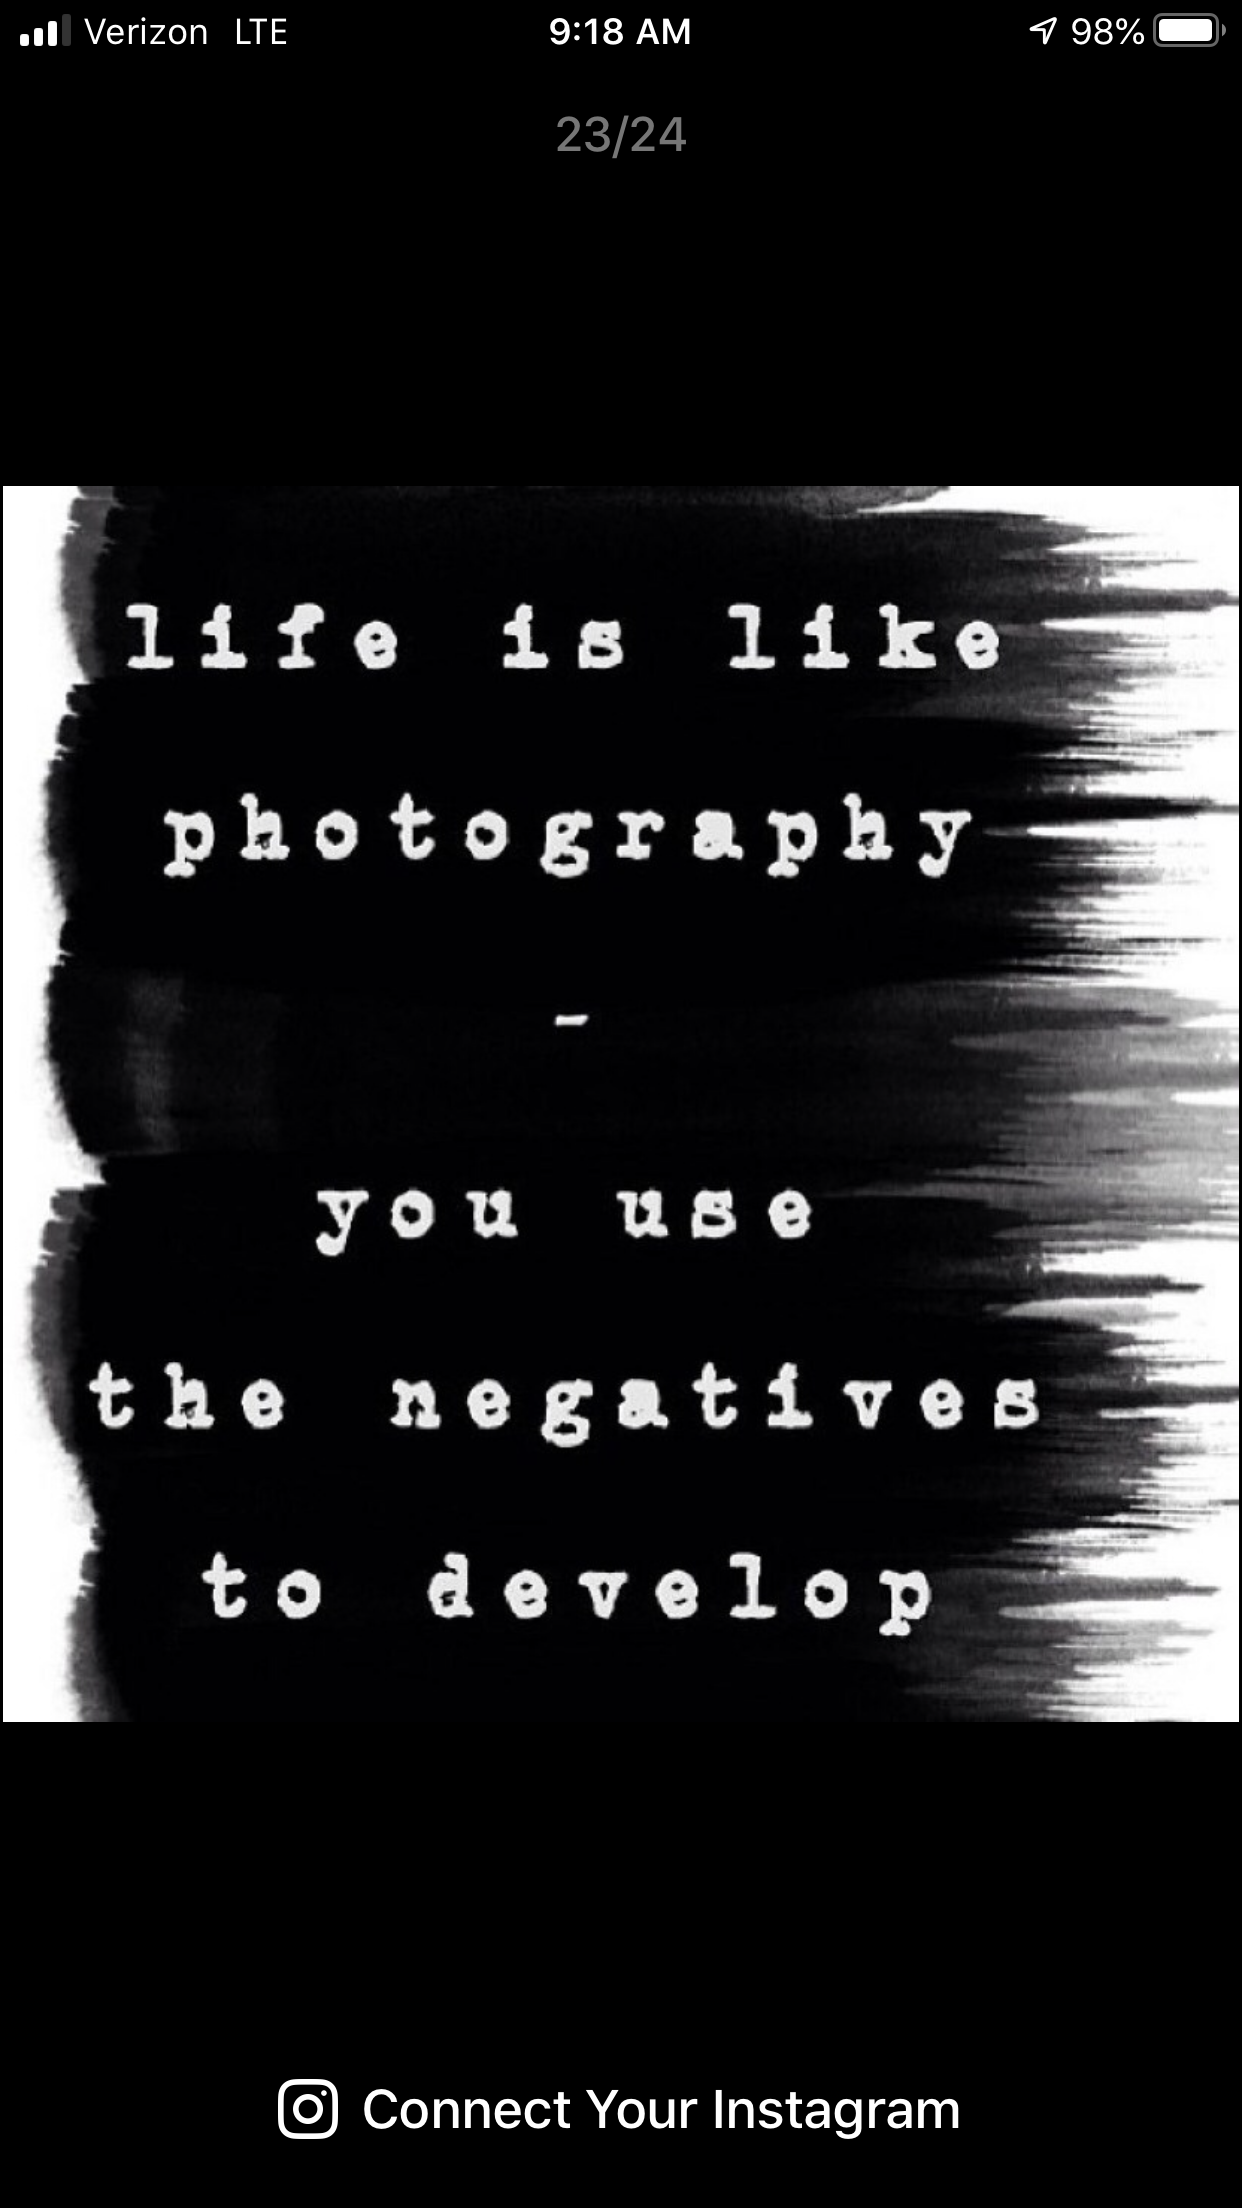 Verizon LTE 9:18 AM 98%
23/24
life is like
photography
-
you use
the negatives
to develop
Connect Your Instagram